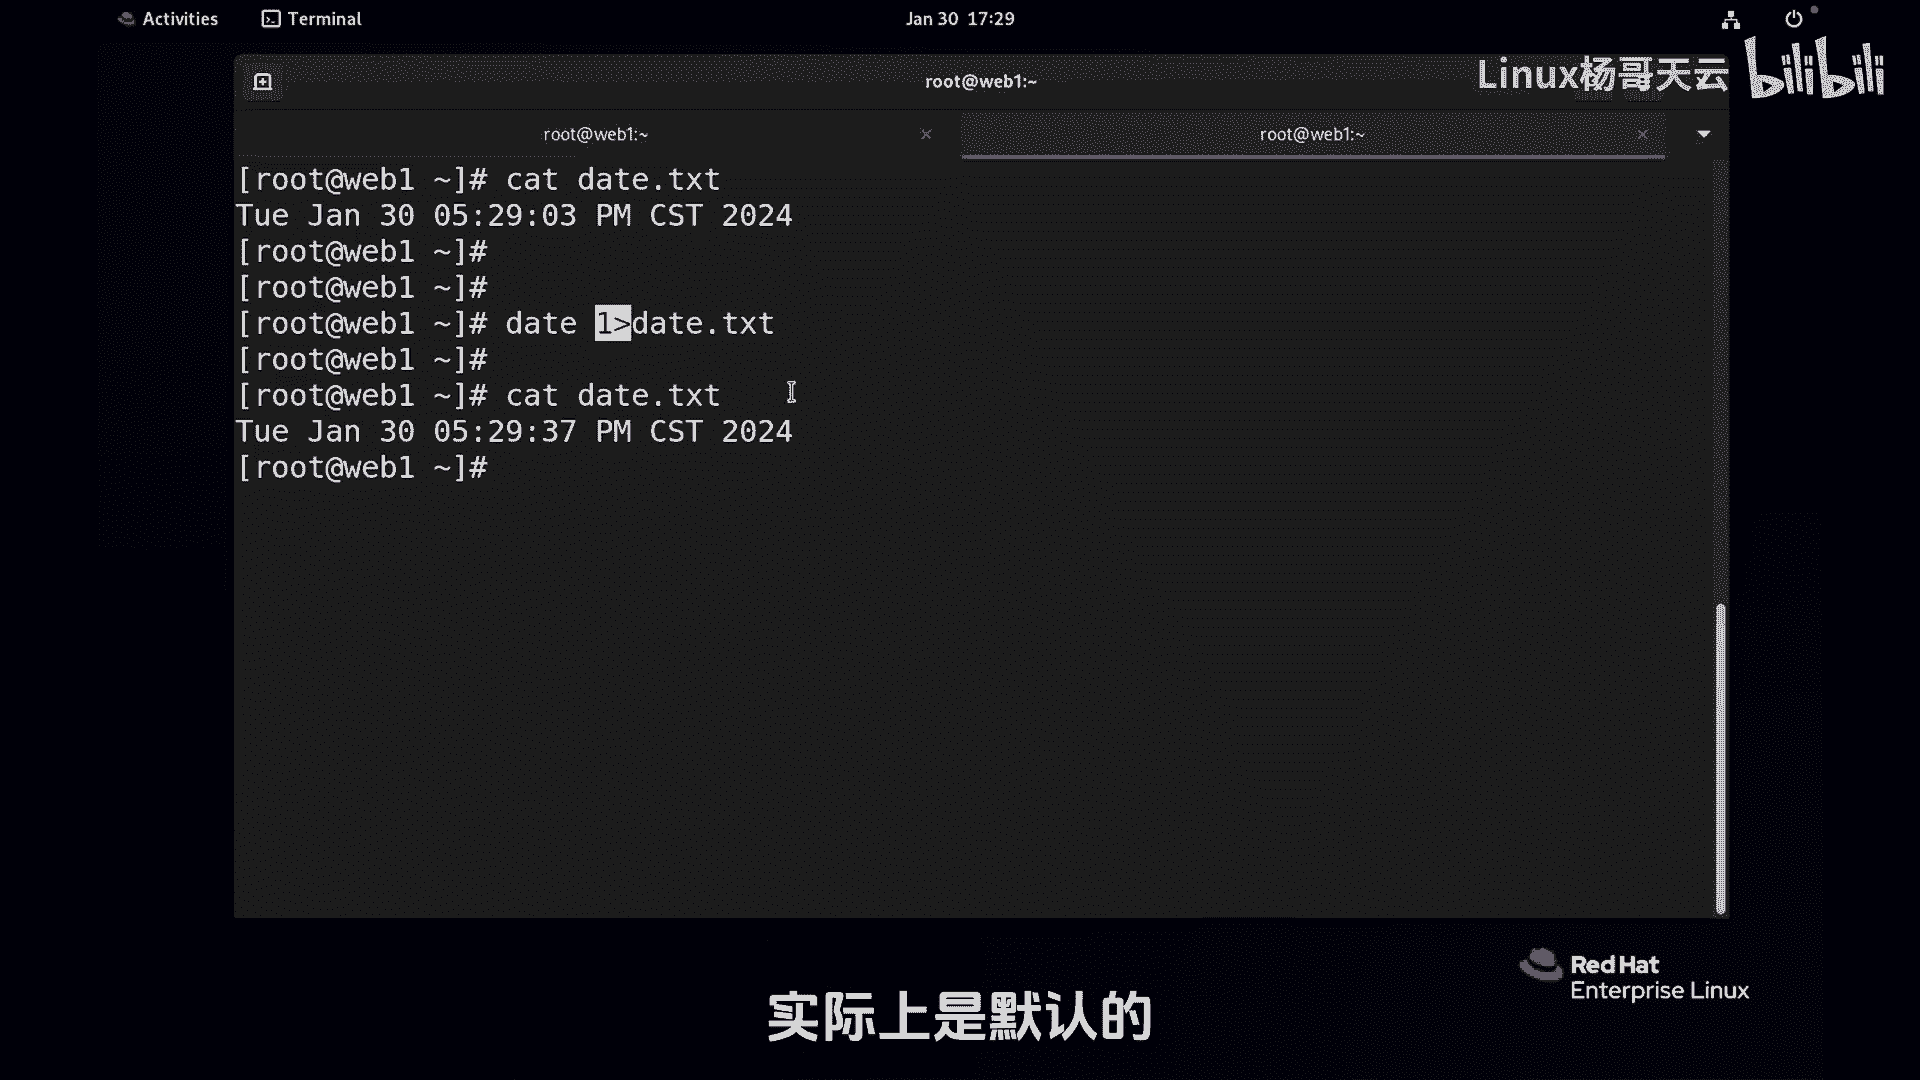 Activities Terminal Jan 30 17:29
root@web1:~
Linux杨哥天云 bilibili
root@web1:~ root@web1:~
[root@web1 ~]# cat date.txt
Tue Jan 30 05:29:03 PM CST 2024
[root@web1 ~]#
[root@web1 ~]#
[root@web1 ~]# date 1>date.txt
[root@web1 ~]#
[root@web1 ~]# cat date.txt
Tue Jan 30 05:29:37 PM CST 2024
[root@web1 ~]#
Red Hat
Enterprise Linux
实际上是默认的